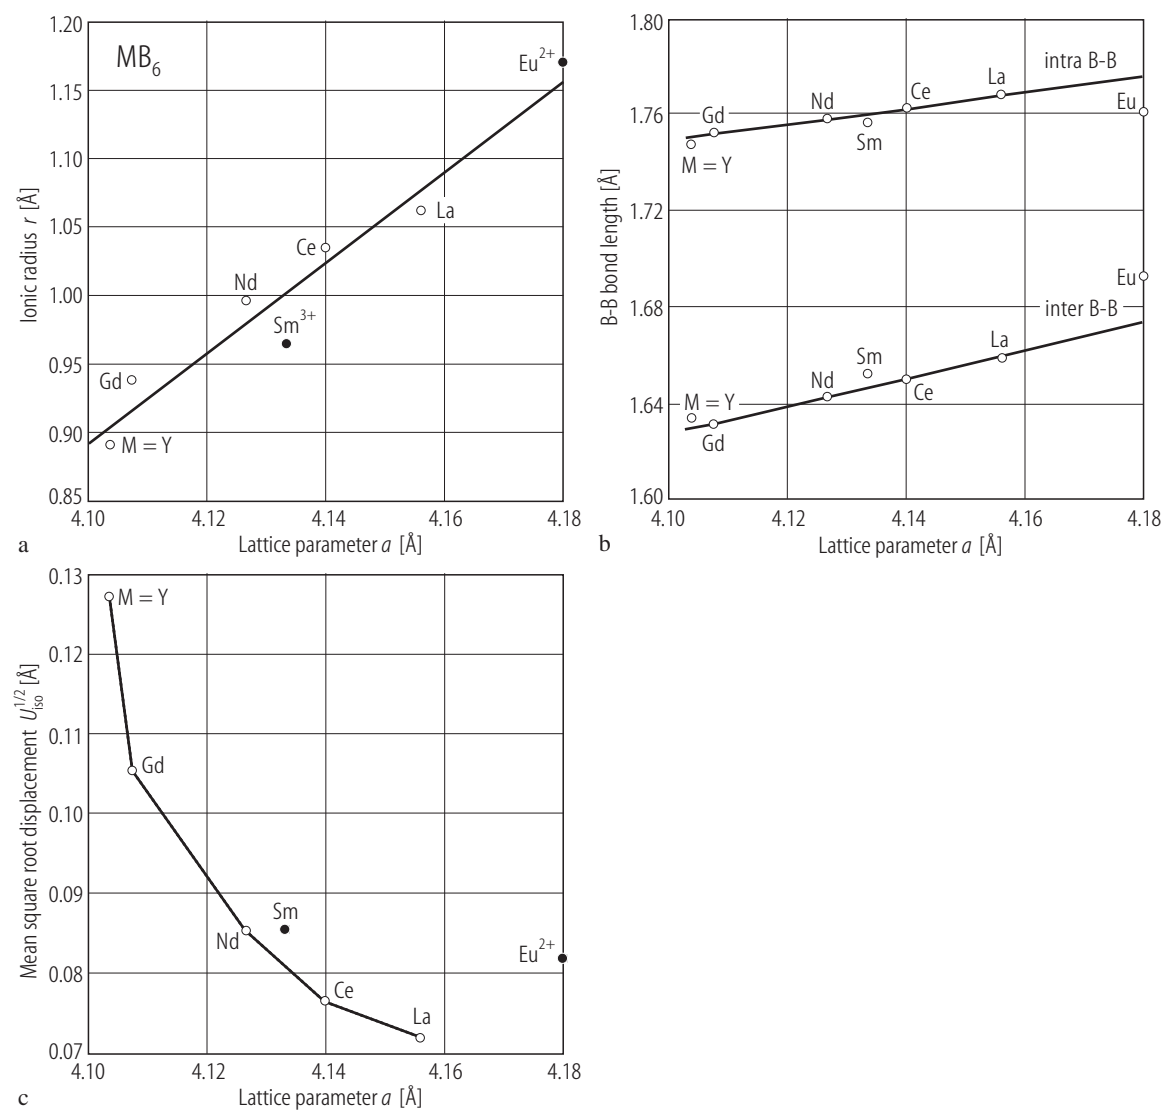 MB₆
Ionic radius r [Å]
1.20
1.15
1.10
1.05
1.00
0.95
0.90
0.85
Eu²⁺
La
Ce
Nd
Sm³⁺
Gd
M = Y
4.10 4.12 4.14 4.16 4.18
a Lattice parameter a [Å]
B-B bond length [Å]
1.80
1.76
1.72
1.68
1.64
1.60
intra B-B
La
Ce
Eu
Nd
Gd
Sm
M = Y
Eu
inter B-B
La
Sm
Nd
Ce
M = Y
Gd
4.10 4.12 4.14 4.16 4.18
b Lattice parameter a [Å]
Mean square root displacement U_iso^1/2 [Å]
0.13
0.12
0.11
0.10
0.09
0.08
0.07
M = Y
Gd
Sm
Nd
Eu²⁺
Ce
La
4.10 4.12 4.14 4.16 4.18
c Lattice parameter a [Å]